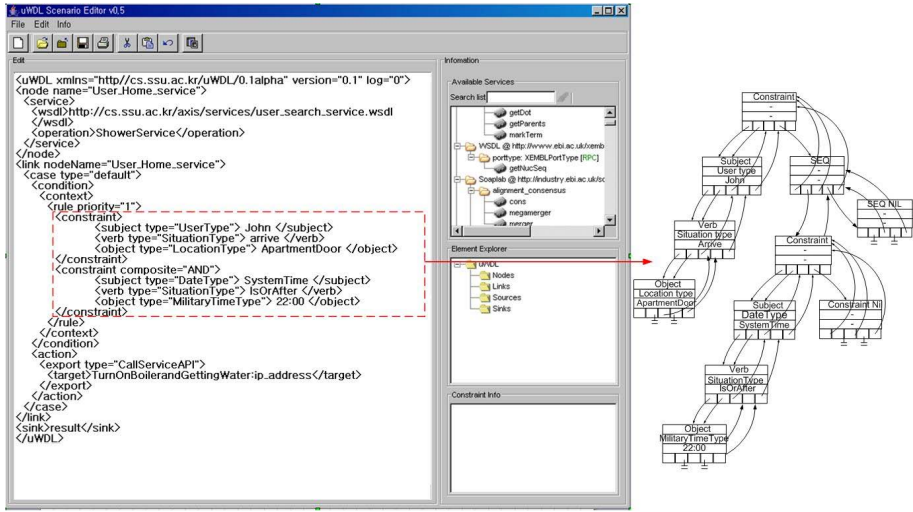 uWDL Scenario Editor v0,5
File Edit Info
Edit
<uWDL xmlns="http//cs.ssu.ac.kr/uWDL/0.1alpha" version="0.1" log="0">
<node name="User_Home_service">
<service>
<wsdl>http://cs.ssu.ac.kr/axis/services/user_search_service.wsdl
</wsdl>
<operation>ShowerService</operation>
</service>
</node>
<link nodeName="User_Home_service">
<case type="default">
<condition>
<context>
<rule priority="1">
<constraint>
<subject type="UserType"> John </subject>
<verb type="SituationType"> arrive </verb>
<object type="LocationType"> ApartmentDoor </object>
</constraint>
<constraint composite="AND">
<subject type="DateType"> SystemTime </subject>
<verb type="SituationType"> IsOrAfter </verb>
<object type="MilitaryTimeType"> 22:00 </object>
</constraint>
</rule>
</context>
</condition>
<action>
<export type="CallServiceAPI">
<target>TurnOnBoilerandGettingWater:ip_address</target>
</export>
</action>
</case>
</link>
<sink>result</sink>
</uWDL>
Infomation
Available Services
Search list
getDot
getParents
markTerm
WSDL @ http://www.ebi.ac.uk/xemb
porttype: XEMBLPortType [RPC]
getNucSeq
Soaplab @ http://industry.ebi.ac.uk/sc
alignment_consensus
cons
megamerger
merger
Element Explorer
uWDL
Nodes
Links
Sources
Sinks
Constraint Info
Constraint
-
-
Subject
User type
John
SEQ
-
-
Verb
Situation type
Arrive
SEQ NIL
-
-
Constraint
-
-
Object
Location type
ApartmentDoor
Subject
DateType
SystemTime
Constraint Nil
-
-
Verb
SituationType
IsOrAfter
Object
MilitaryTimeType
22:00